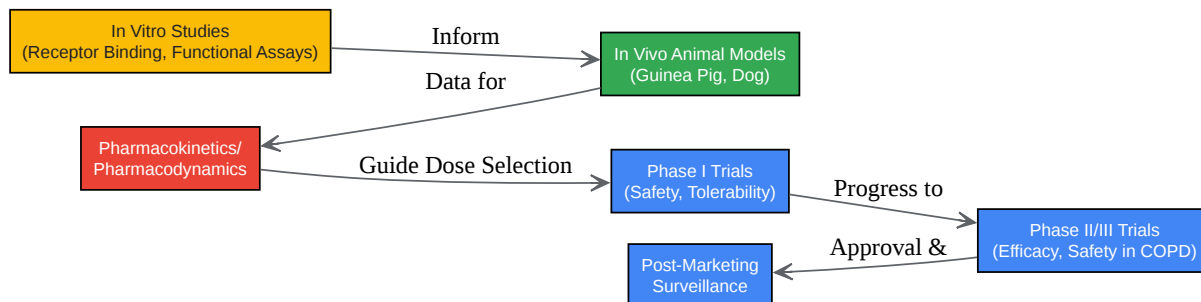 In Vitro Studies
(Receptor Binding, Functional Assays)
Inform
In Vivo Animal Models
(Guinea Pig, Dog)
Data for
Pharmacokinetics/
Pharmacodynamics
Guide Dose Selection
Phase I Trials
(Safety, Tolerability)
Progress to
Phase II/III Trials
(Efficacy, Safety in COPD)
Approval &
Post-Marketing
Surveillance